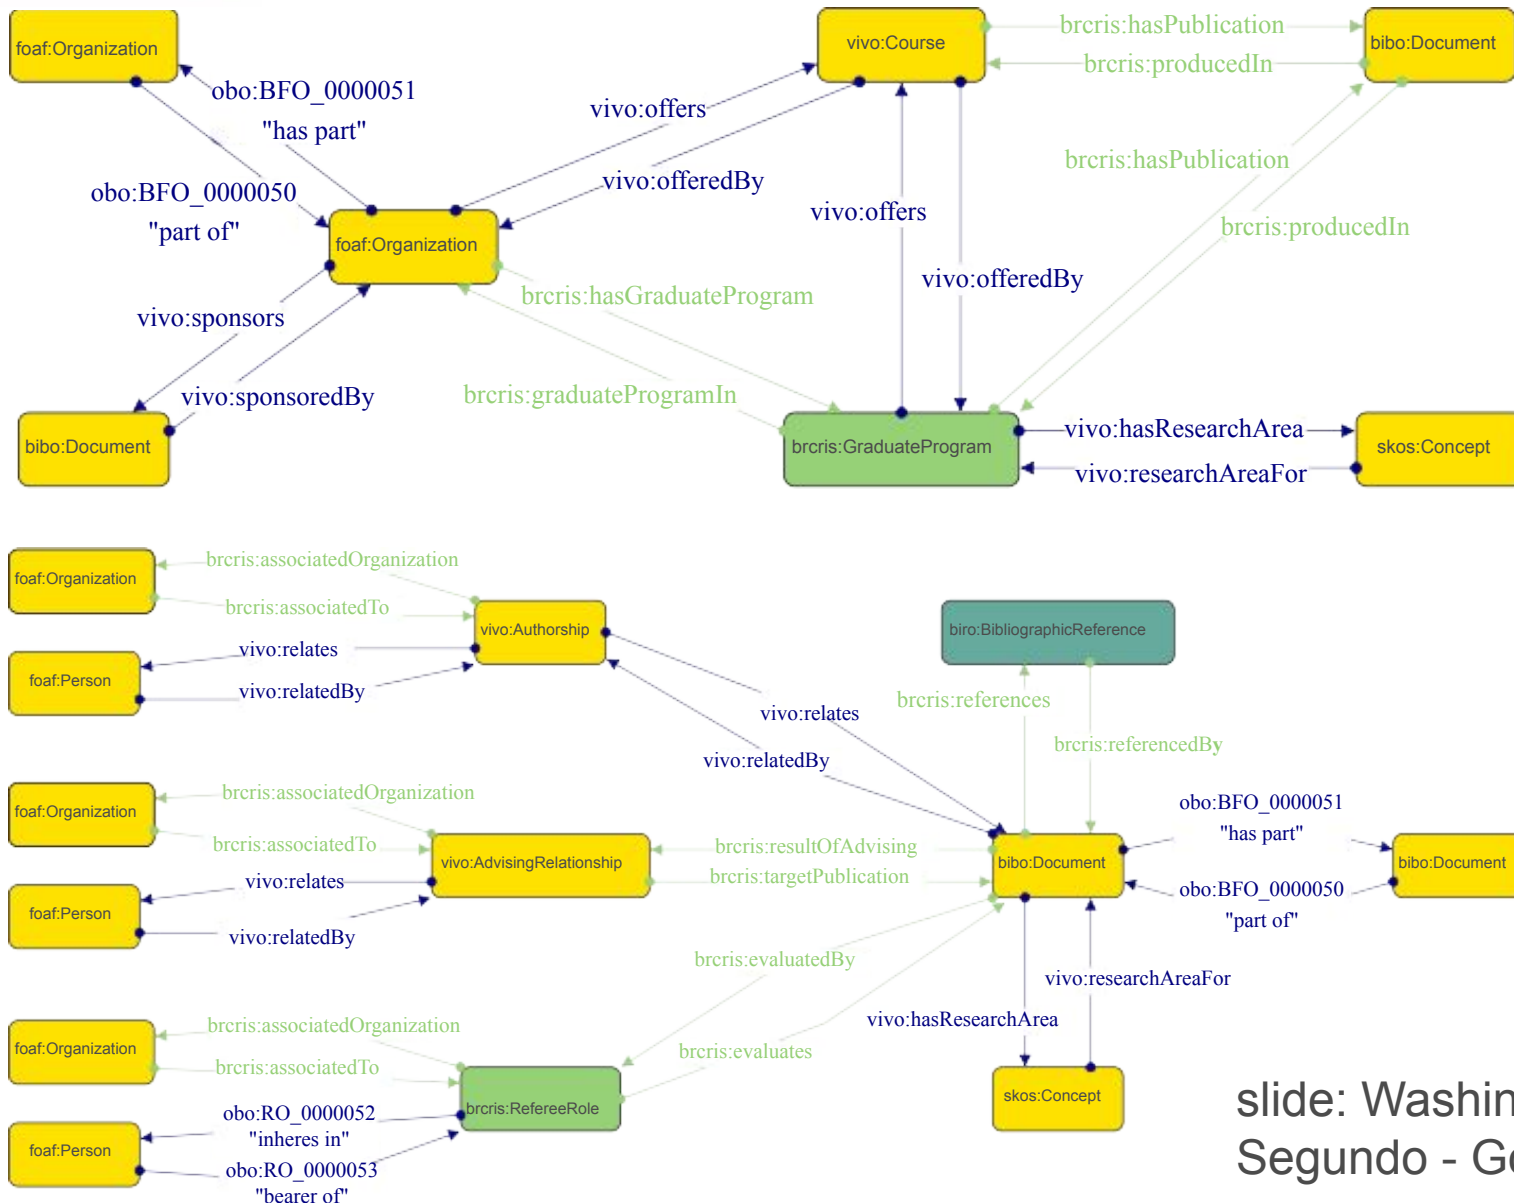 foaf:Organization
vivo:Course
bibo:Document
brcris:hasPublication
brcris:producedIn
obo:BFO_0000051
"has part"
vivo:offers
obo:BFO_0000050
"part of"
vivo:offeredBy
brcris:hasPublication
vivo:offers
brcris:producedIn
foaf:Organization
vivo:offeredBy
brcris:hasGraduateProgram
vivo:sponsors
vivo:sponsoredBy
brcris:graduateProgramIn
bibo:Document
brcris:GraduateProgram
vivo:hasResearchArea
vivo:researchAreaFor
skos:Concept
foaf:Organization
brcris:associatedOrganization
brcris:associatedTo
vivo:Authorship
foaf:Person
vivo:relates
vivo:relatedBy
biro:BibliographicReference
brcris:references
brcris:referencedBy
vivo:relates
vivo:relatedBy
foaf:Organization
brcris:associatedOrganization
brcris:associatedTo
vivo:AdvisingRelationship
foaf:Person
vivo:relates
vivo:relatedBy
brcris:resultOfAdvising
brcris:targetPublication
bibo:Document
obo:BFO_0000051
"has part"
obo:BFO_0000050
"part of"
bibo:Document
brcris:evaluatedBy
brcris:evaluates
vivo:researchAreaFor
vivo:hasResearchArea
skos:Concept
foaf:Organization
brcris:associatedOrganization
brcris:associatedTo
brcris:RefereeRole
foaf:Person
obo:RO_0000052
"inheres in"
obo:RO_0000053
"bearer of"
slide: Washin
Segundo - Go